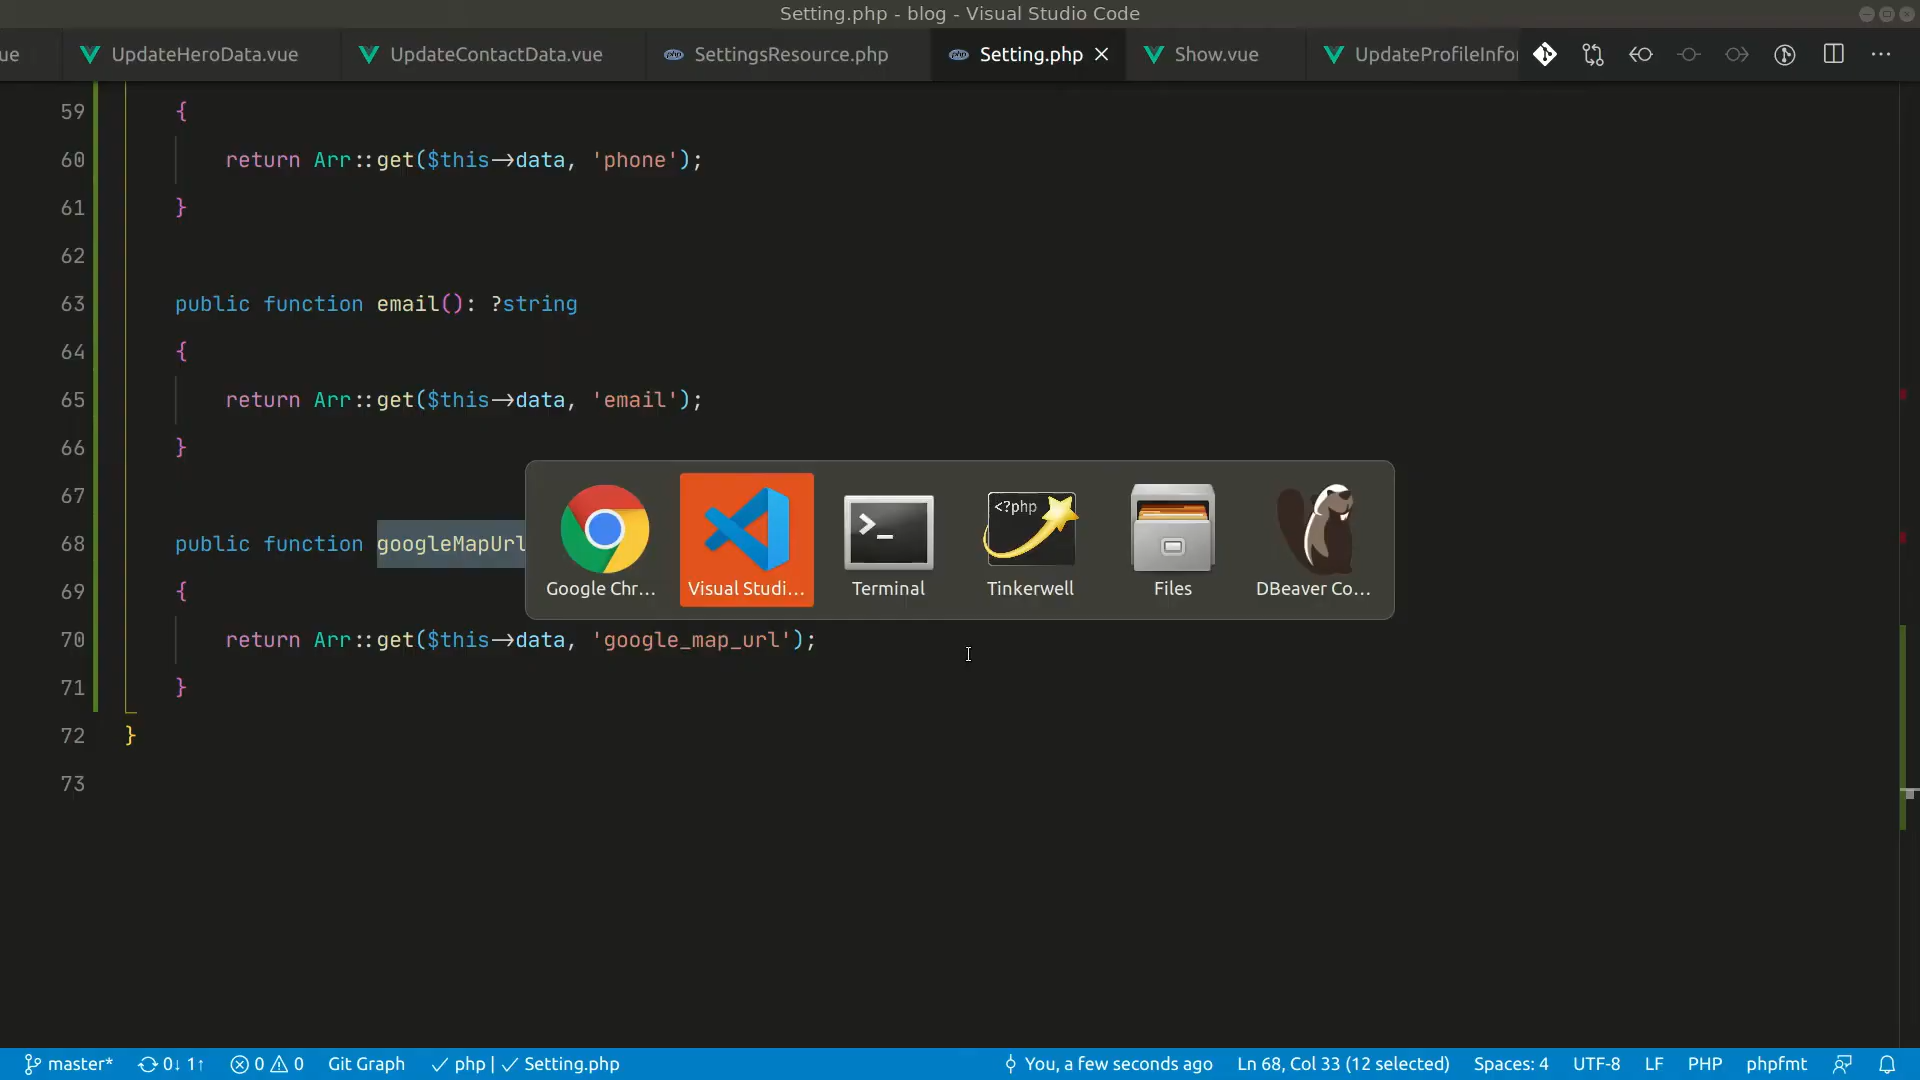 Setting.php - blog - Visual Studio Code
ue UpdateHeroData.vue UpdateContactData.vue SettingsResource.php Setting.php Show.vue UpdateProfileInfor
59 {
60 return Arr::get($this->data, 'phone');
61 }
62
63 public function email(): ?string
64 {
65 return Arr::get($this->data, 'email');
66 }
67
68 public function googleMapUrl
69 {
70 return Arr::get($this->data, 'google_map_url');
71 }
72 }
73
<?php
Google Chr... Visual Studi... Terminal Tinkerwell Files DBeaver Co...
master* 0↓ 1↑ 0 0 Git Graph ✓ php | ✓ Setting.php You, a few seconds ago Ln 68, Col 33 (12 selected) Spaces: 4 UTF-8 LF PHP phpfmt